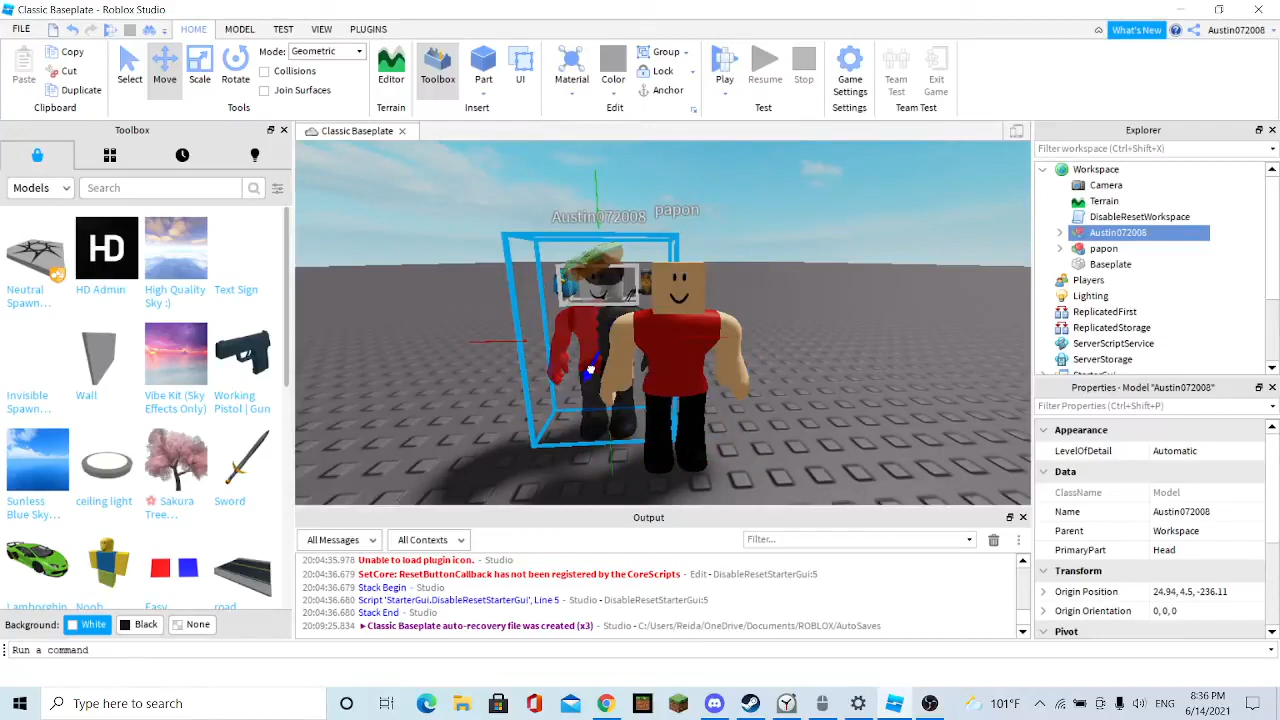 Classic Baseplate - Roblox Studio
FILE HOME MODEL TEST VIEW PLUGINS What's New Austin072008
Paste Copy Cut Duplicate Clipboard
Select Move Scale Rotate Mode: Geometric Collisions Join Surfaces Tools
Editor Terrain
Toolbox Part UI Insert
Material Color Group Lock Anchor Edit
Play Resume Stop Test
Game Settings Settings
Team Test Exit Game Team Test
Toolbox
Models Search
Neutral Spawn... HD Admin High Quality Sky :) Text Sign
HD
Invisible Spawn... Wall Vibe Kit (Sky Effects Only) Working Pistol | Gun
Sunless Blue Sky... ceiling light 🌸 Sakura Tree... Sword
Lamborghin Noob Easy road
Background: White Black None
Classic Baseplate
Austin072008 papon
Output
All Messages All Contexts Filter...
20:04:35.978 Unable to load plugin icon. - Studio
20:04:36.679 SetCore: ResetButtonCallback has not been registered by the CoreScripts - Edit - DisableResetStarterGui:5
20:04:36.679 Stack Begin - Studio
20:04:36.680 Script 'StarterGui.DisableResetStarterGui', Line 5 - Studio - DisableResetStarterGui:5
20:04:36.680 Stack End - Studio
20:09:25.834 Classic Baseplate auto-recovery file was created (x3) - Studio - C:/Users/Reida/OneDrive/Documents/ROBLOX/AutoSaves
Explorer
Filter workspace (Ctrl+Shift+X)
Workspace
Camera
Terrain
DisableResetWorkspace
Austin072008
papon
Baseplate
Players
Lighting
ReplicatedFirst
ReplicatedStorage
ServerScriptService
ServerStorage
Properties - Model "Austin072008"
Filter Properties (Ctrl+Shift+P)
Appearance
LevelOfDetail Automatic
Data
ClassName Model
Name Austin072008
Parent Workspace
PrimaryPart Head
Transform
Origin Position 24.94, 4.5, -236.11
Origin Orientation 0, 0, 0
Pivot
Run a command
Type here to search
101°F ENG 8:36 PM
6/14/2021